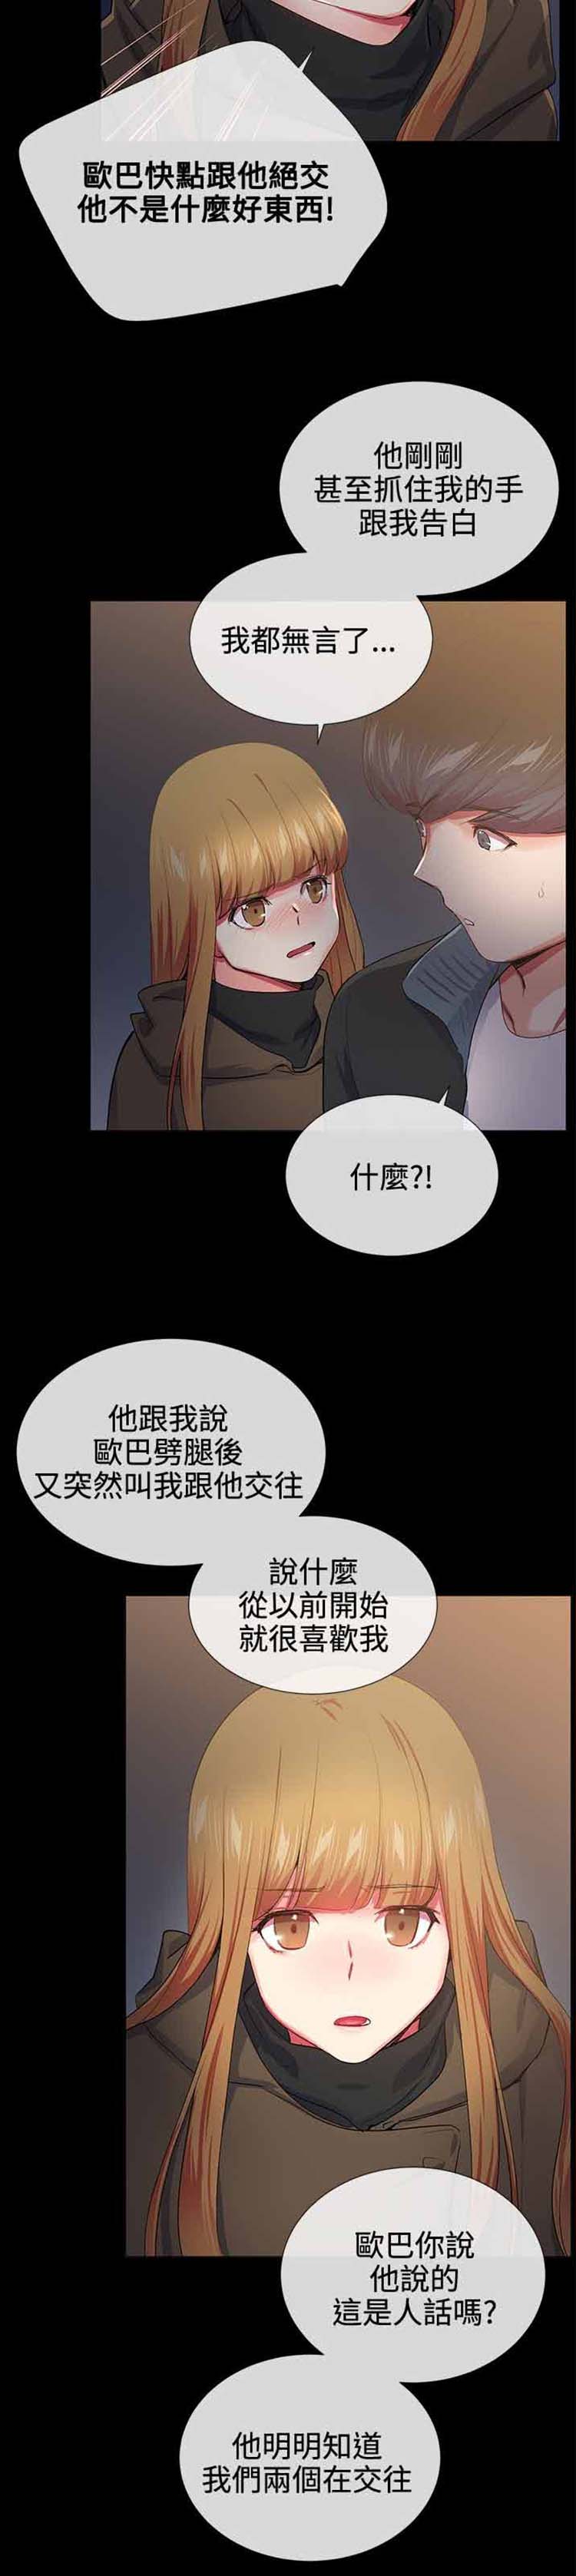 歐巴快點跟他絕交
他不是什麼好東西!
他剛剛
甚至抓住我的手
跟我告白
我都無言了...
什麼?!
他跟我說
歐巴劈腿後
又突然叫我跟他交往
說什麼
從以前開始
就很喜歡我
歐巴你說
他說的
這是人話嗎?
他明明知道
我們兩個在交往